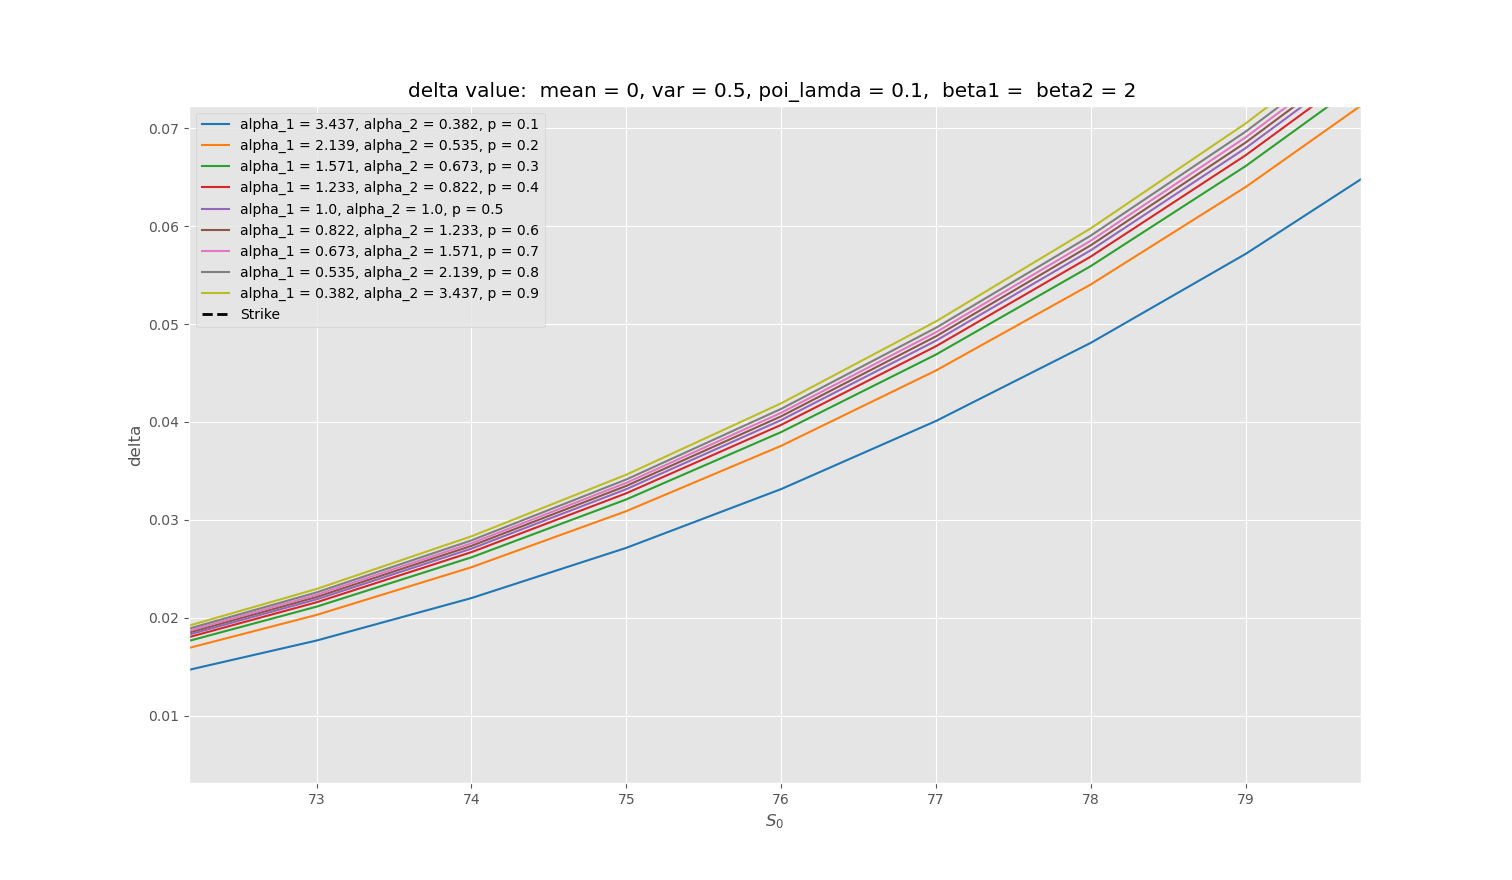 delta value:  mean = 0, var = 0.5, poi_lamda = 0.1,  beta1 =  beta2 = 2
alpha_1 = 3.437, alpha_2 = 0.382, p = 0.1
alpha_1 = 2.139, alpha_2 = 0.535, p = 0.2
alpha_1 = 1.571, alpha_2 = 0.673, p = 0.3
alpha_1 = 1.233, alpha_2 = 0.822, p = 0.4
alpha_1 = 1.0, alpha_2 = 1.0, p = 0.5
alpha_1 = 0.822, alpha_2 = 1.233, p = 0.6
alpha_1 = 0.673, alpha_2 = 1.571, p = 0.7
alpha_1 = 0.535, alpha_2 = 2.139, p = 0.8
alpha_1 = 0.382, alpha_2 = 3.437, p = 0.9
Strike
0.07
0.06
0.05
0.04
0.03
0.02
0.01
delta
73 74 75 76 77 78 79
S₀